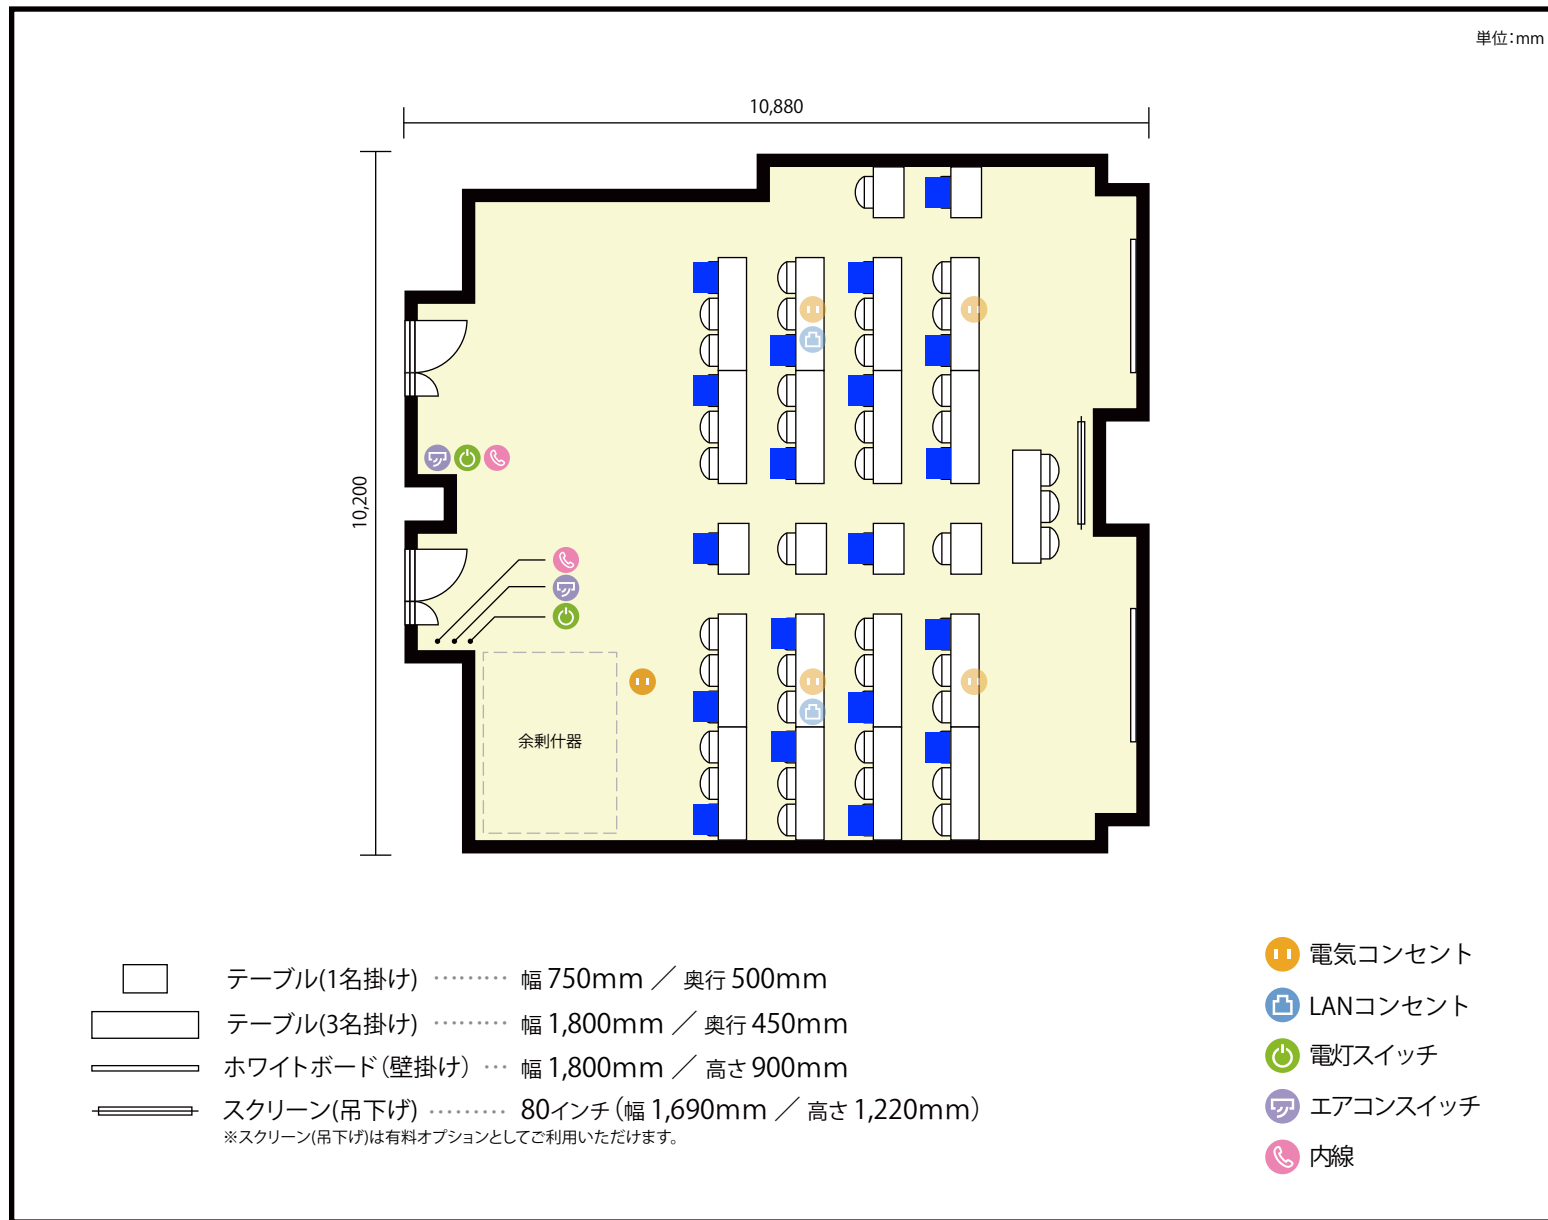 単位：mm
10,880
10,200
余剰什器
テーブル(1名掛け) ……… 幅 750mm ／ 奥行 500mm
テーブル(3名掛け) ……… 幅 1,800mm ／ 奥行 450mm
ホワイトボード（壁掛け） … 幅 1,800mm ／ 高さ 900mm
スクリーン(吊下げ) ……… 80インチ（幅 1,690mm ／ 高さ 1,220mm）
※スクリーン(吊下げ)は有料オプションとしてご利用いただけます。
電気コンセント
LANコンセント
電灯スイッチ
エアコンスイッチ
内線